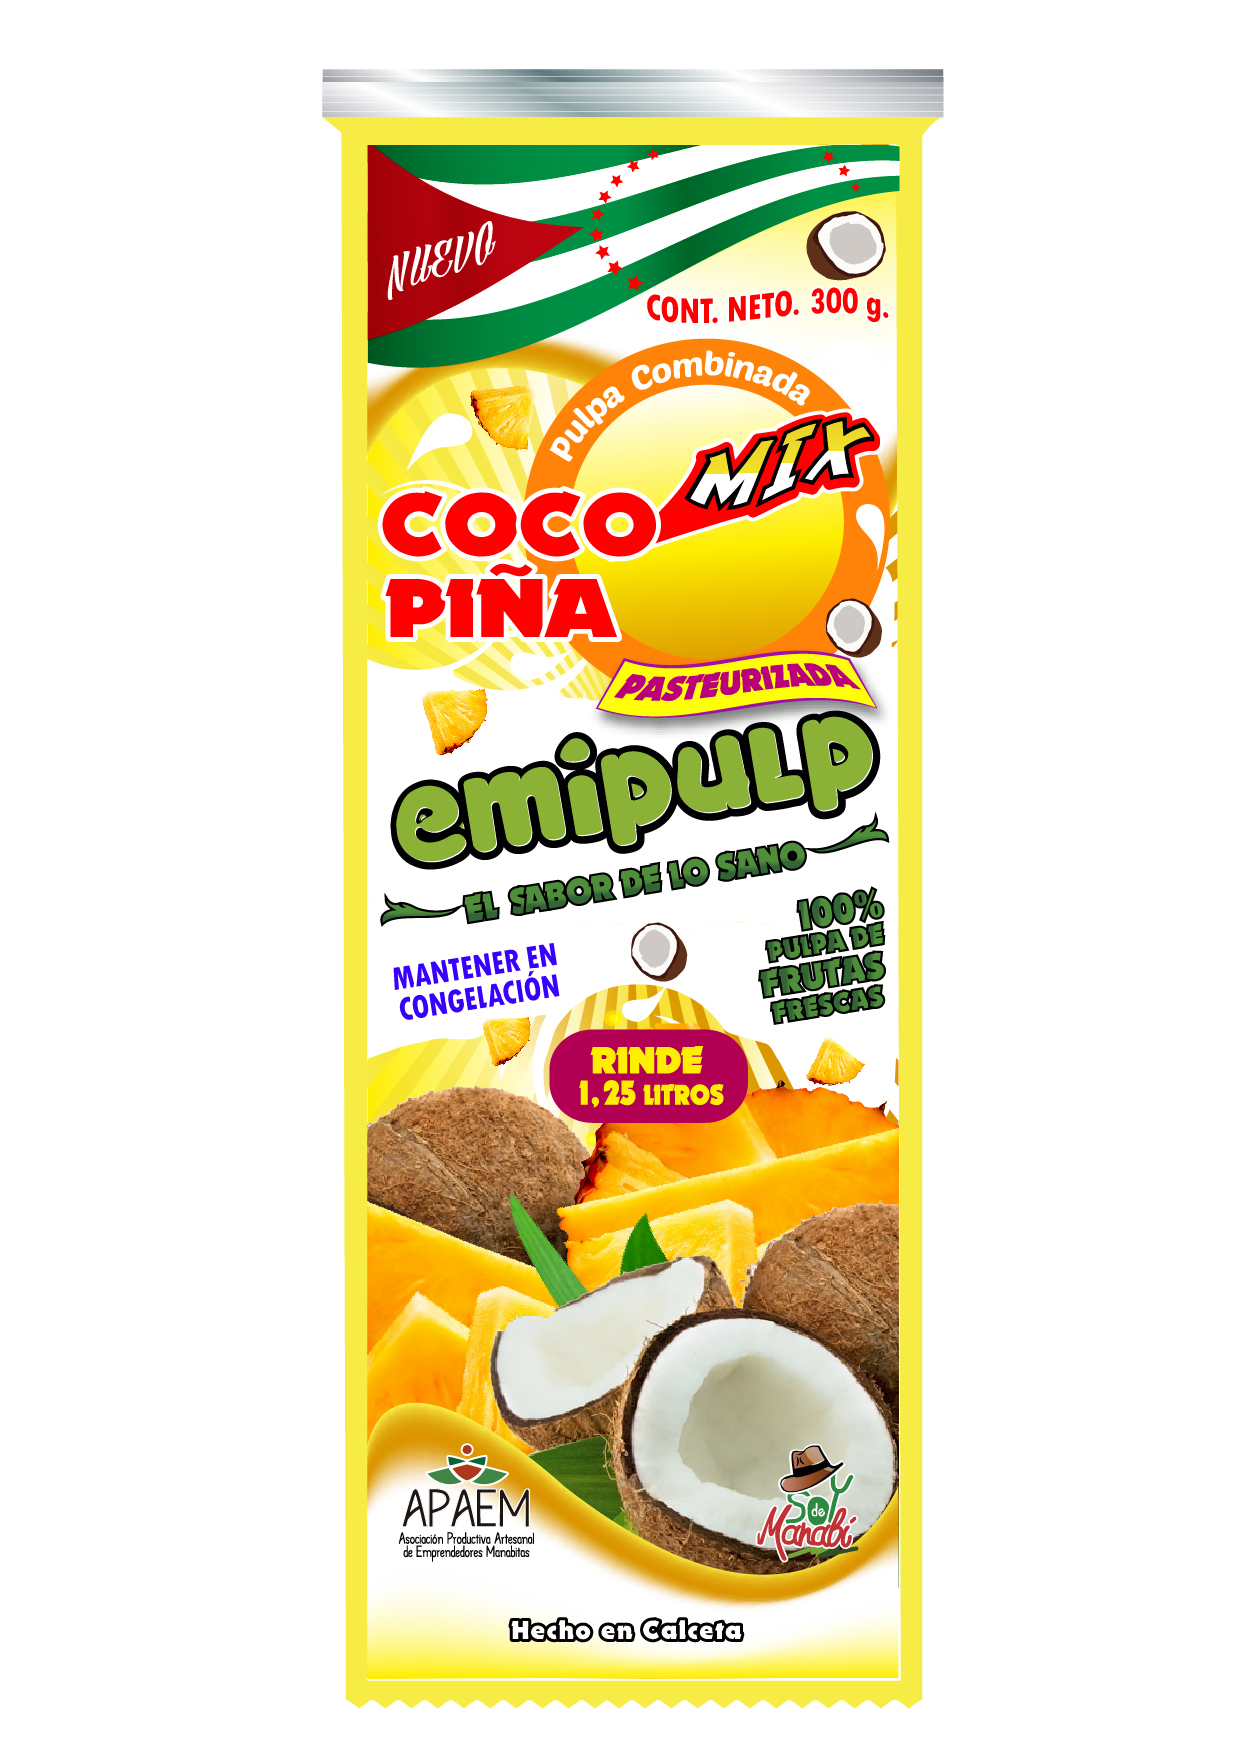 NUEVO
CONT. NETO. 300 g.
Pulpa Combinada
MIX
COCO
PIÑA
PASTEURIZADA
emipulp
EL SABOR DE LO SANO
MANTENER EN
CONGELACIÓN
100%
PULPA DE
FRUTAS
FRESCAS
RINDE
1,25 LITROS
APAEM
Asociación Productiva Artesanal
de Emprendedores Manabitas
SOY
de
Manabí
Hecho en Calceta